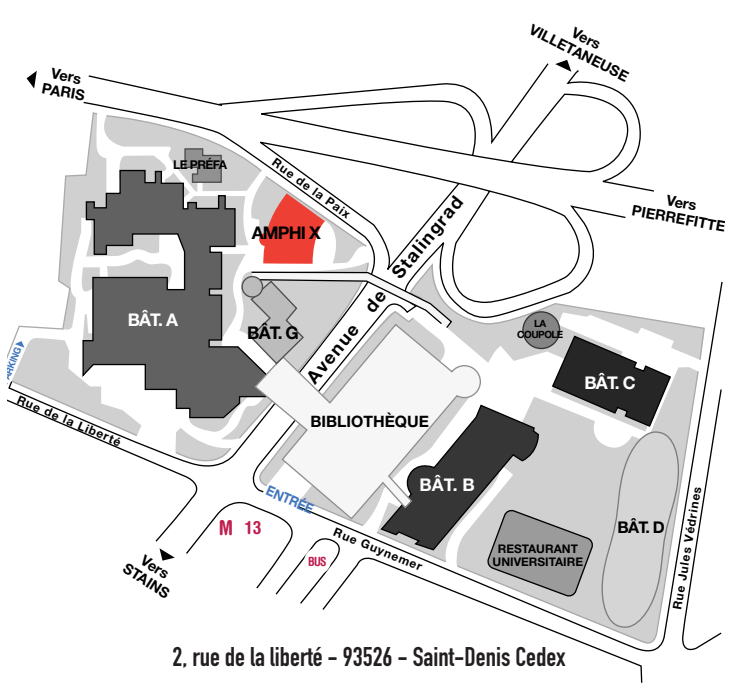 Vers
VILLETANEUSE
Vers
PARIS
LE PRÉFA
Rue de la Paix
Vers
PIERREFITTE
AMPHI X
Avenue de Stalingrad
BÂT. A
BÂT. G
LA
COUPOLE
ARKING
BÂT. C
Rue de la Liberté
BIBLIOTHÈQUE
BÂT. B
ENTRÉE
M 13
BÂT. D
Rue Guynemer
RESTAURANT
UNIVERSITAIRE
Rue Jules Védrines
BUS
Vers
STAINS
2, rue de la liberté - 93526 - Saint-Denis Cedex